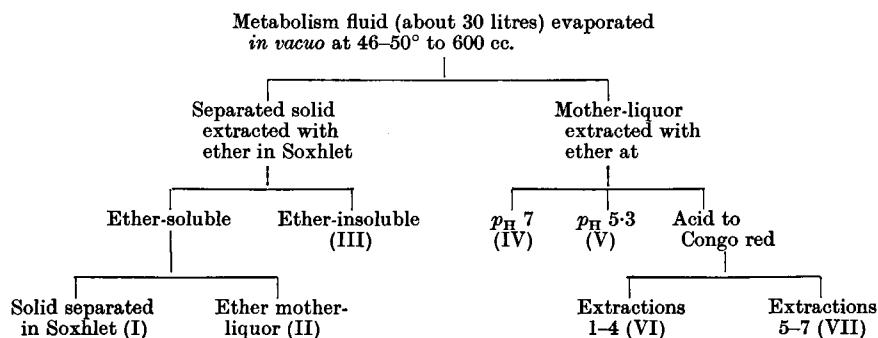 Metabolism fluid (about 30 litres) evaporated
in vacuo at 46–50° to 600 cc.
Separated solid
extracted with
ether in Soxhlet
Mother-liquor
extracted with
ether at
Ether-soluble
Ether-insoluble
(III)
pH 7
(IV)
pH 5·3
(V)
Acid to
Congo red
Solid separated
in Soxhlet (I)
Ether mother-
liquor (II)
Extractions
1–4 (VI)
Extractions
5–7 (VII)